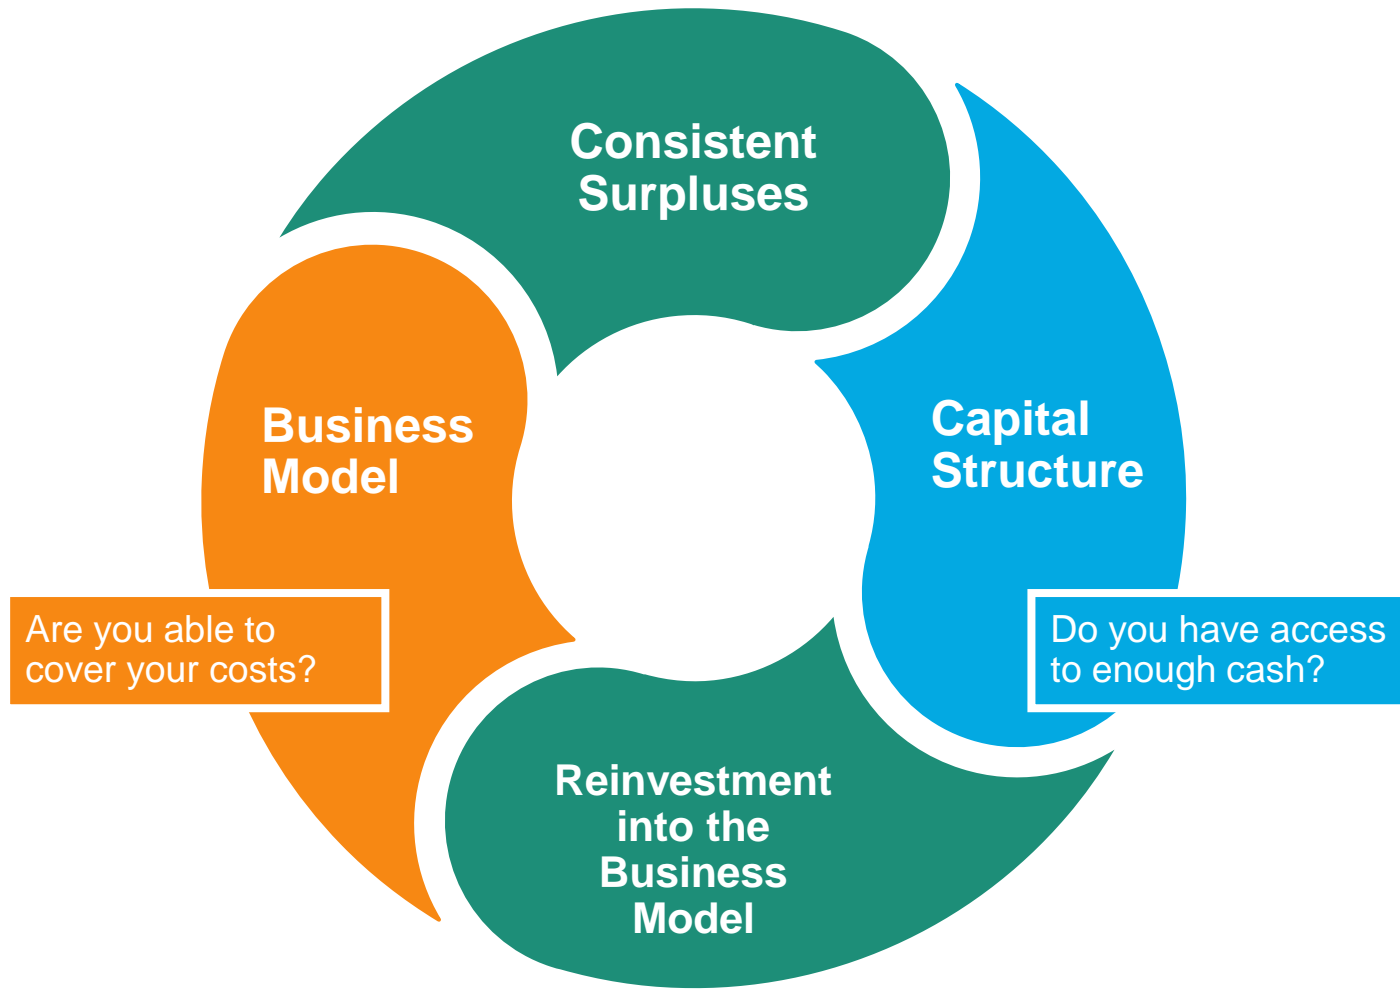 Consistent
Surpluses
Business
Model
Capital
Structure
Are you able to
cover your costs?
Do you have access
to enough cash?
Reinvestment
into the
Business
Model